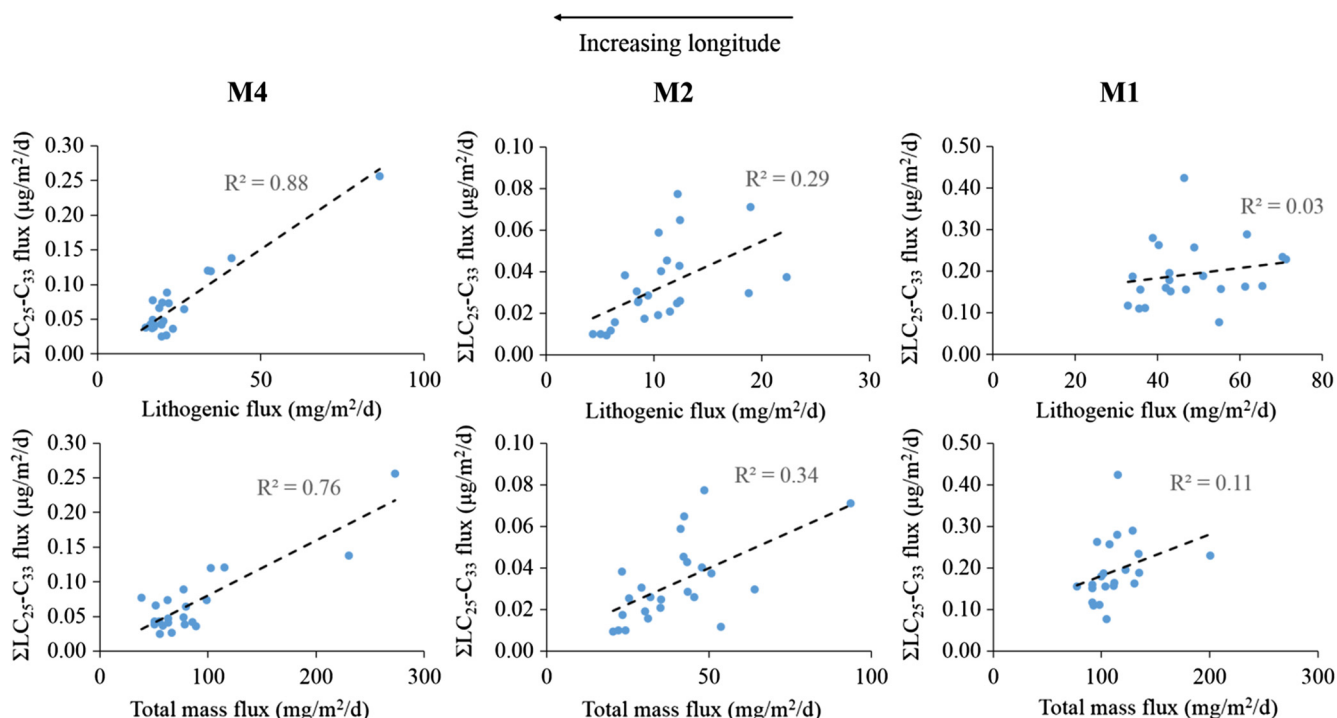 Increasing longitude
M4
M2
M1
ΣLC₂₅-C₃₃ flux (µg/m²/d)
0.30
0.25
0.20
0.15
0.10
0.05
0.00
R² = 0.88
0
50
100
Lithogenic flux (mg/m²/d)
ΣLC₂₅-C₃₃ flux (µg/m²/d)
0.10
0.08
0.06
0.04
0.02
0.00
R² = 0.29
0
10
20
30
Lithogenic flux (mg/m²/d)
ΣLC₂₅-C₃₃ flux (µg/m²/d)
0.50
0.40
0.30
0.20
0.10
0.00
R² = 0.03
0
20
40
60
80
Lithogenic flux (mg/m²/d)
ΣLC₂₅-C₃₃ flux (µg/m²/d)
0.30
0.25
0.20
0.15
0.10
0.05
0.00
R² = 0.76
0
100
200
300
Total mass flux (mg/m²/d)
ΣLC₂₅-C₃₃ flux (µg/m²/d)
0.10
0.08
0.06
0.04
0.02
0.00
R² = 0.34
0
50
100
Total mass flux (mg/m²/d)
ΣLC₂₅-C₃₃ flux (µg/m²/d)
0.50
0.40
0.30
0.20
0.10
0.00
R² = 0.11
0
100
200
300
Total mass flux (mg/m²/d)